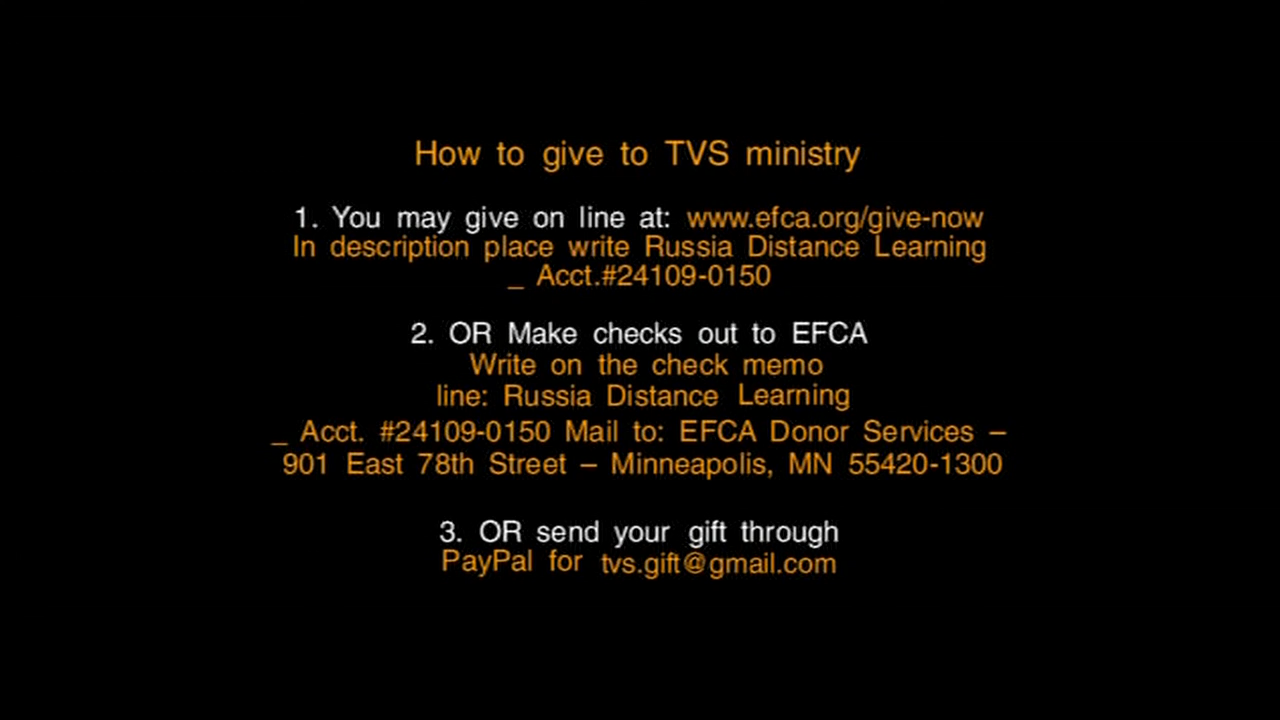 How to give to TVS ministry
1. You may give on line at: www.efca.org/give-now
In description place write Russia Distance Learning
_ Acct.#24109-0150
2. OR Make checks out to EFCA
Write on the check memo
line: Russia Distance Learning
_ Acct. #24109-0150 Mail to: EFCA Donor Services –
901 East 78th Street – Minneapolis, MN 55420-1300
3. OR send your gift through
PayPal for tvs.gift@gmail.com